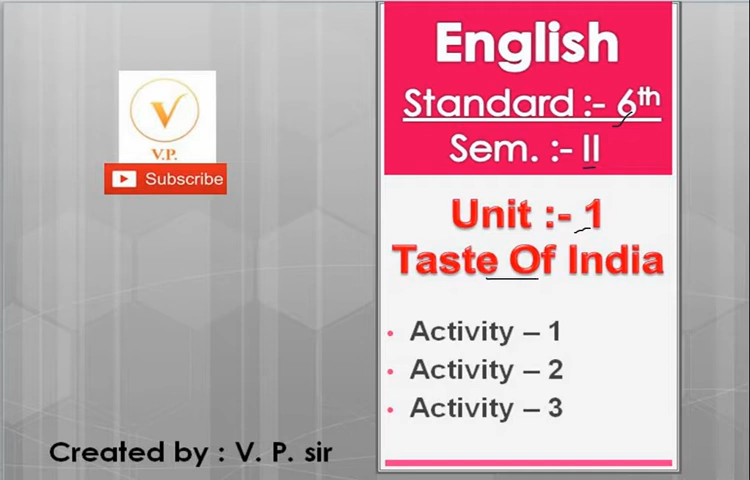 V.P.
Subscribe
English
Standard :- 6th
Sem. :- II
Unit :- 1
Taste Of India
• Activity – 1
• Activity – 2
• Activity – 3
Created by : V. P. sir